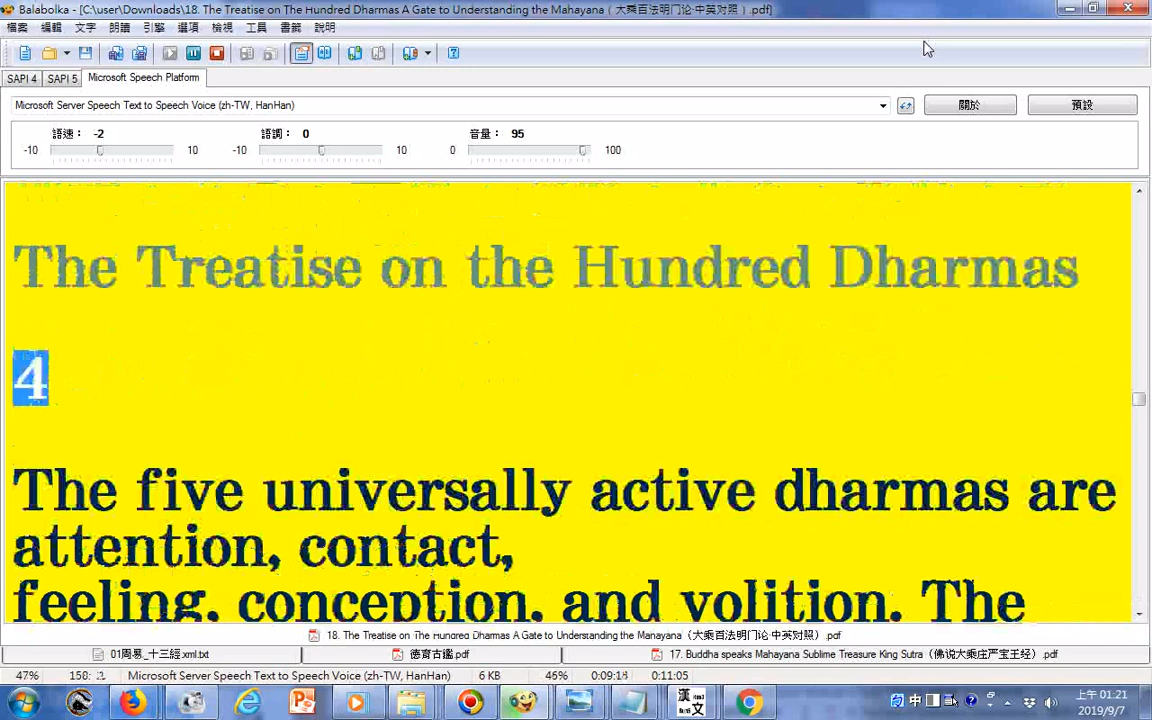 Balabolka - [C:\user\Downloads\18. The Treatise on The Hundred Dharmas A Gate to Understanding the Mahayana（大乘百法明门论·中英对照）.pdf]
檔案 編輯 文字 朗讀 引擎 選項 檢視 工具 書籤 說明
SAPI 4 SAPI 5 Microsoft Speech Platform
Microsoft Server Speech Text to Speech Voice (zh-TW, HanHan) 關於 預設
語速： -2 語調： 0 音量： 95
-10 10 -10 10 0 100
The Treatise on the Hundred Dharmas
4
The five universally active dharmas are
attention, contact,
feeling, conception, and volition. The
18. The Treatise on The Hundred Dharmas A Gate to Understanding the Mahayana（大乘百法明门论·中英对照）.pdf
01周易_十三經.xml.txt 德育古鑑.pdf 17. Buddha speaks Mahayana Sublime Treasure King Sutra（佛说大乘庄严宝王经）.pdf
47% Microsoft Server Speech Text to Speech Voice (zh-TW, HanHan) 6 KB 46% 0:09:18 0:11:05
漢文 中 上午 01:21
2019/9/7